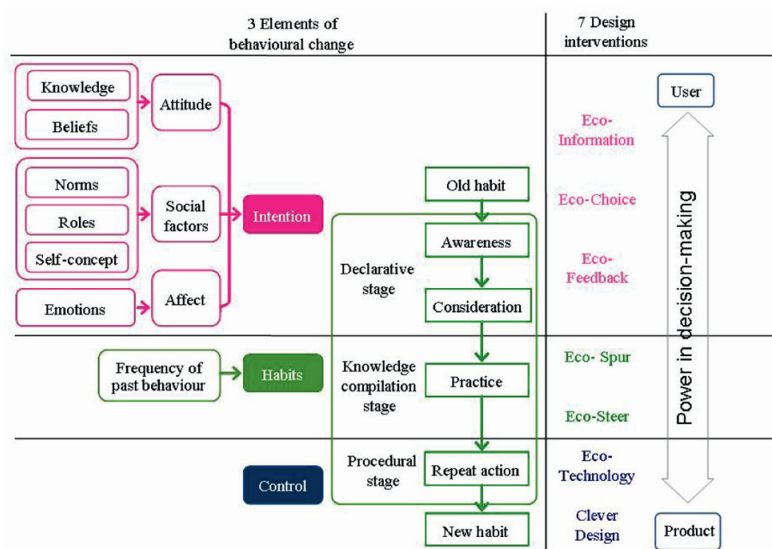 3 Elements of
behavioural change
7 Design
interventions
Knowledge
Beliefs
Attitude
Norms
Roles
Self-concept
Social
factors
Emotions
Affect
Intention
Old habit
Declarative
stage
Awareness
Consideration
Eco-
Information
Eco-Choice
Eco-
Feedback
User
Frequency of
past behaviour
Habits
Knowledge
compilation
stage
Practice
Eco- Spur
Eco-Steer
Power in decision-making
Control
Procedural
stage
Repeat action
New habit
Eco-
Technology
Clever
Design
Product